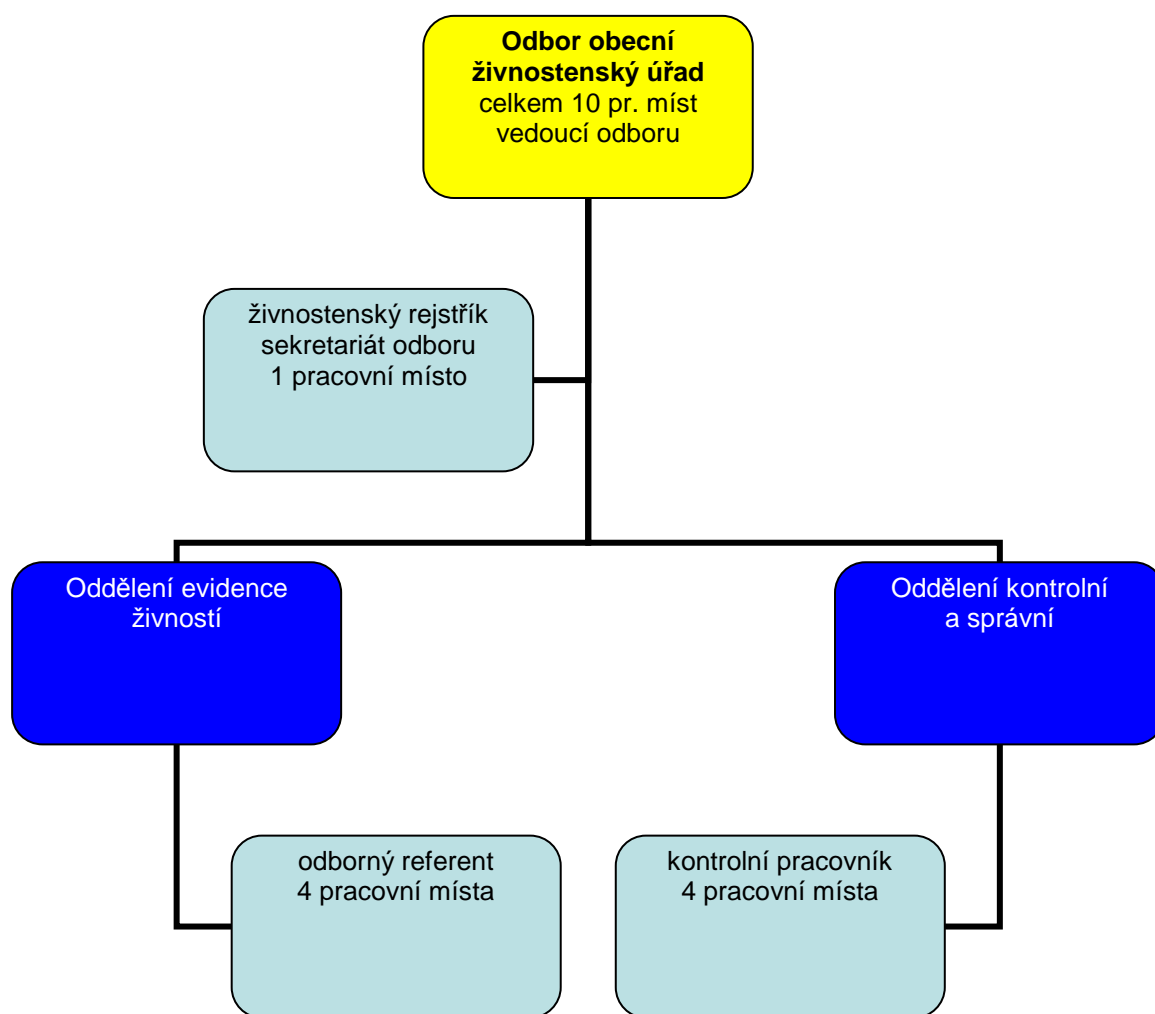 Odbor obecní
živnostenský úřad
celkem 10 pr. míst
vedoucí odboru
živnostenský rejstřík
sekretariát odboru
1 pracovní místo
Oddělení evidence
živností
Oddělení kontrolní
a správní
odborný referent
4 pracovní místa
kontrolní pracovník
4 pracovní místa